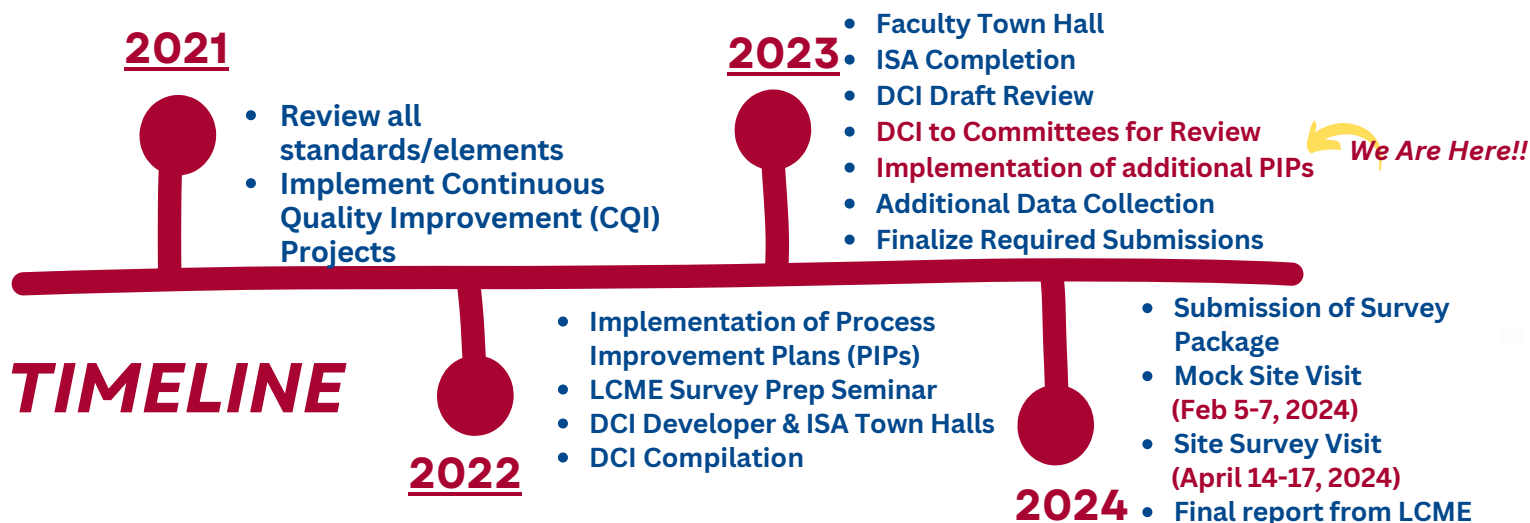 2021
• Review all
standards/elements
• Implement Continuous
Quality Improvement (CQI)
Projects
2023
• Faculty Town Hall
• ISA Completion
• DCI Draft Review
• DCI to Committees for Review
• Implementation of additional PIPs
• Additional Data Collection
• Finalize Required Submissions
We Are Here!!
TIMELINE
2022
• Implementation of Process
Improvement Plans (PIPs)
• LCME Survey Prep Seminar
• DCI Developer & ISA Town Halls
• DCI Compilation
2024
• Submission of Survey
Package
• Mock Site Visit
(Feb 5-7, 2024)
• Site Survey Visit
(April 14-17, 2024)
• Final report from LCME